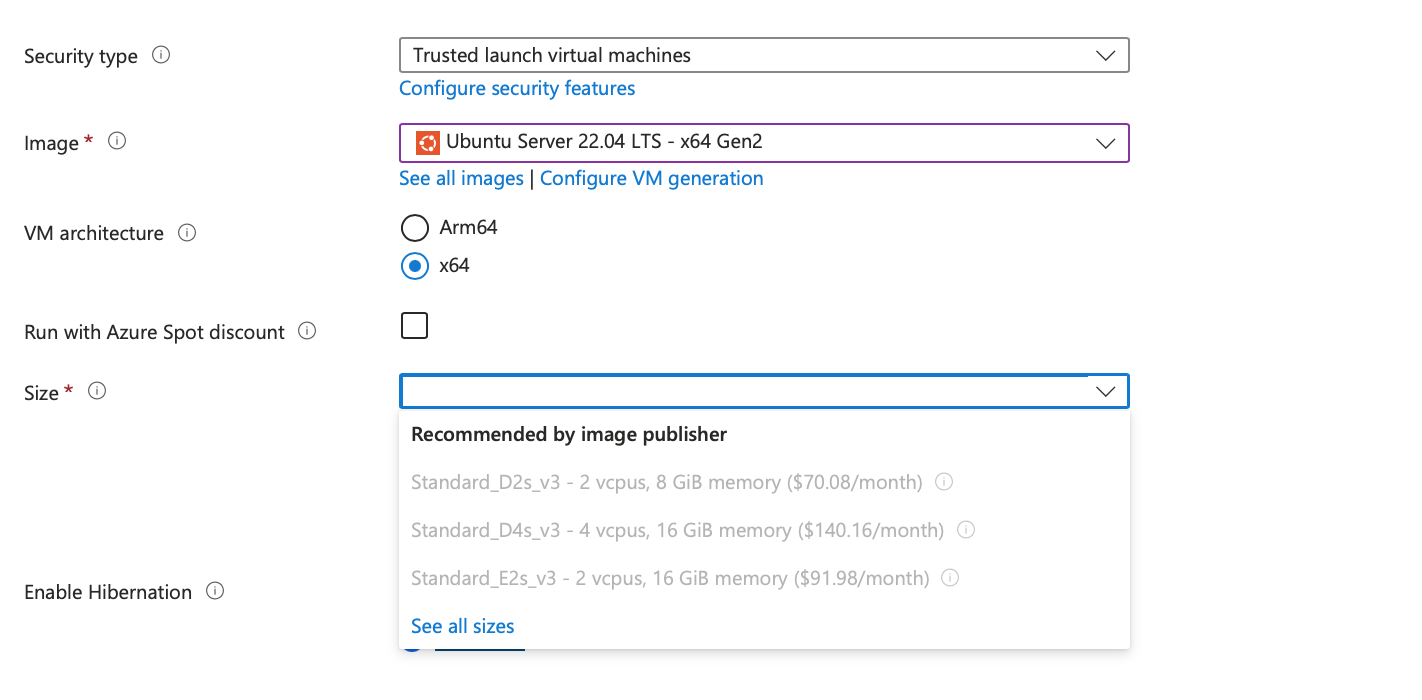 Security type
Trusted launch virtual machines
Configure security features
Image *
Ubuntu Server 22.04 LTS - x64 Gen2
See all images | Configure VM generation
VM architecture
Arm64
x64
Run with Azure Spot discount
Size *
Recommended by image publisher
Standard_D2s_v3 - 2 vcpus, 8 GiB memory ($70.08/month)
Standard_D4s_v3 - 4 vcpus, 16 GiB memory ($140.16/month)
Standard_E2s_v3 - 2 vcpus, 16 GiB memory ($91.98/month)
Enable Hibernation
See all sizes